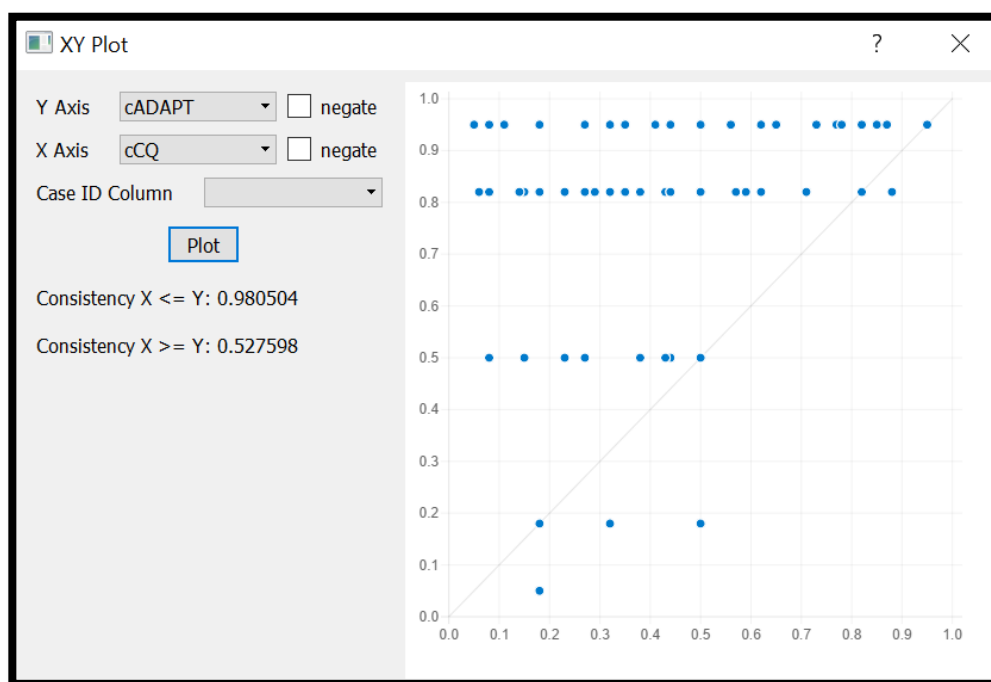 XY Plot ?
Y Axis cADAPT negate
X Axis cCQ negate
Case ID Column
Plot
Consistency X <= Y: 0.980504
Consistency X >= Y: 0.527598
1.0
0.9
0.8
0.7
0.6
0.5
0.4
0.3
0.2
0.1
0.0
0.0 0.1 0.2 0.3 0.4 0.5 0.6 0.7 0.8 0.9 1.0